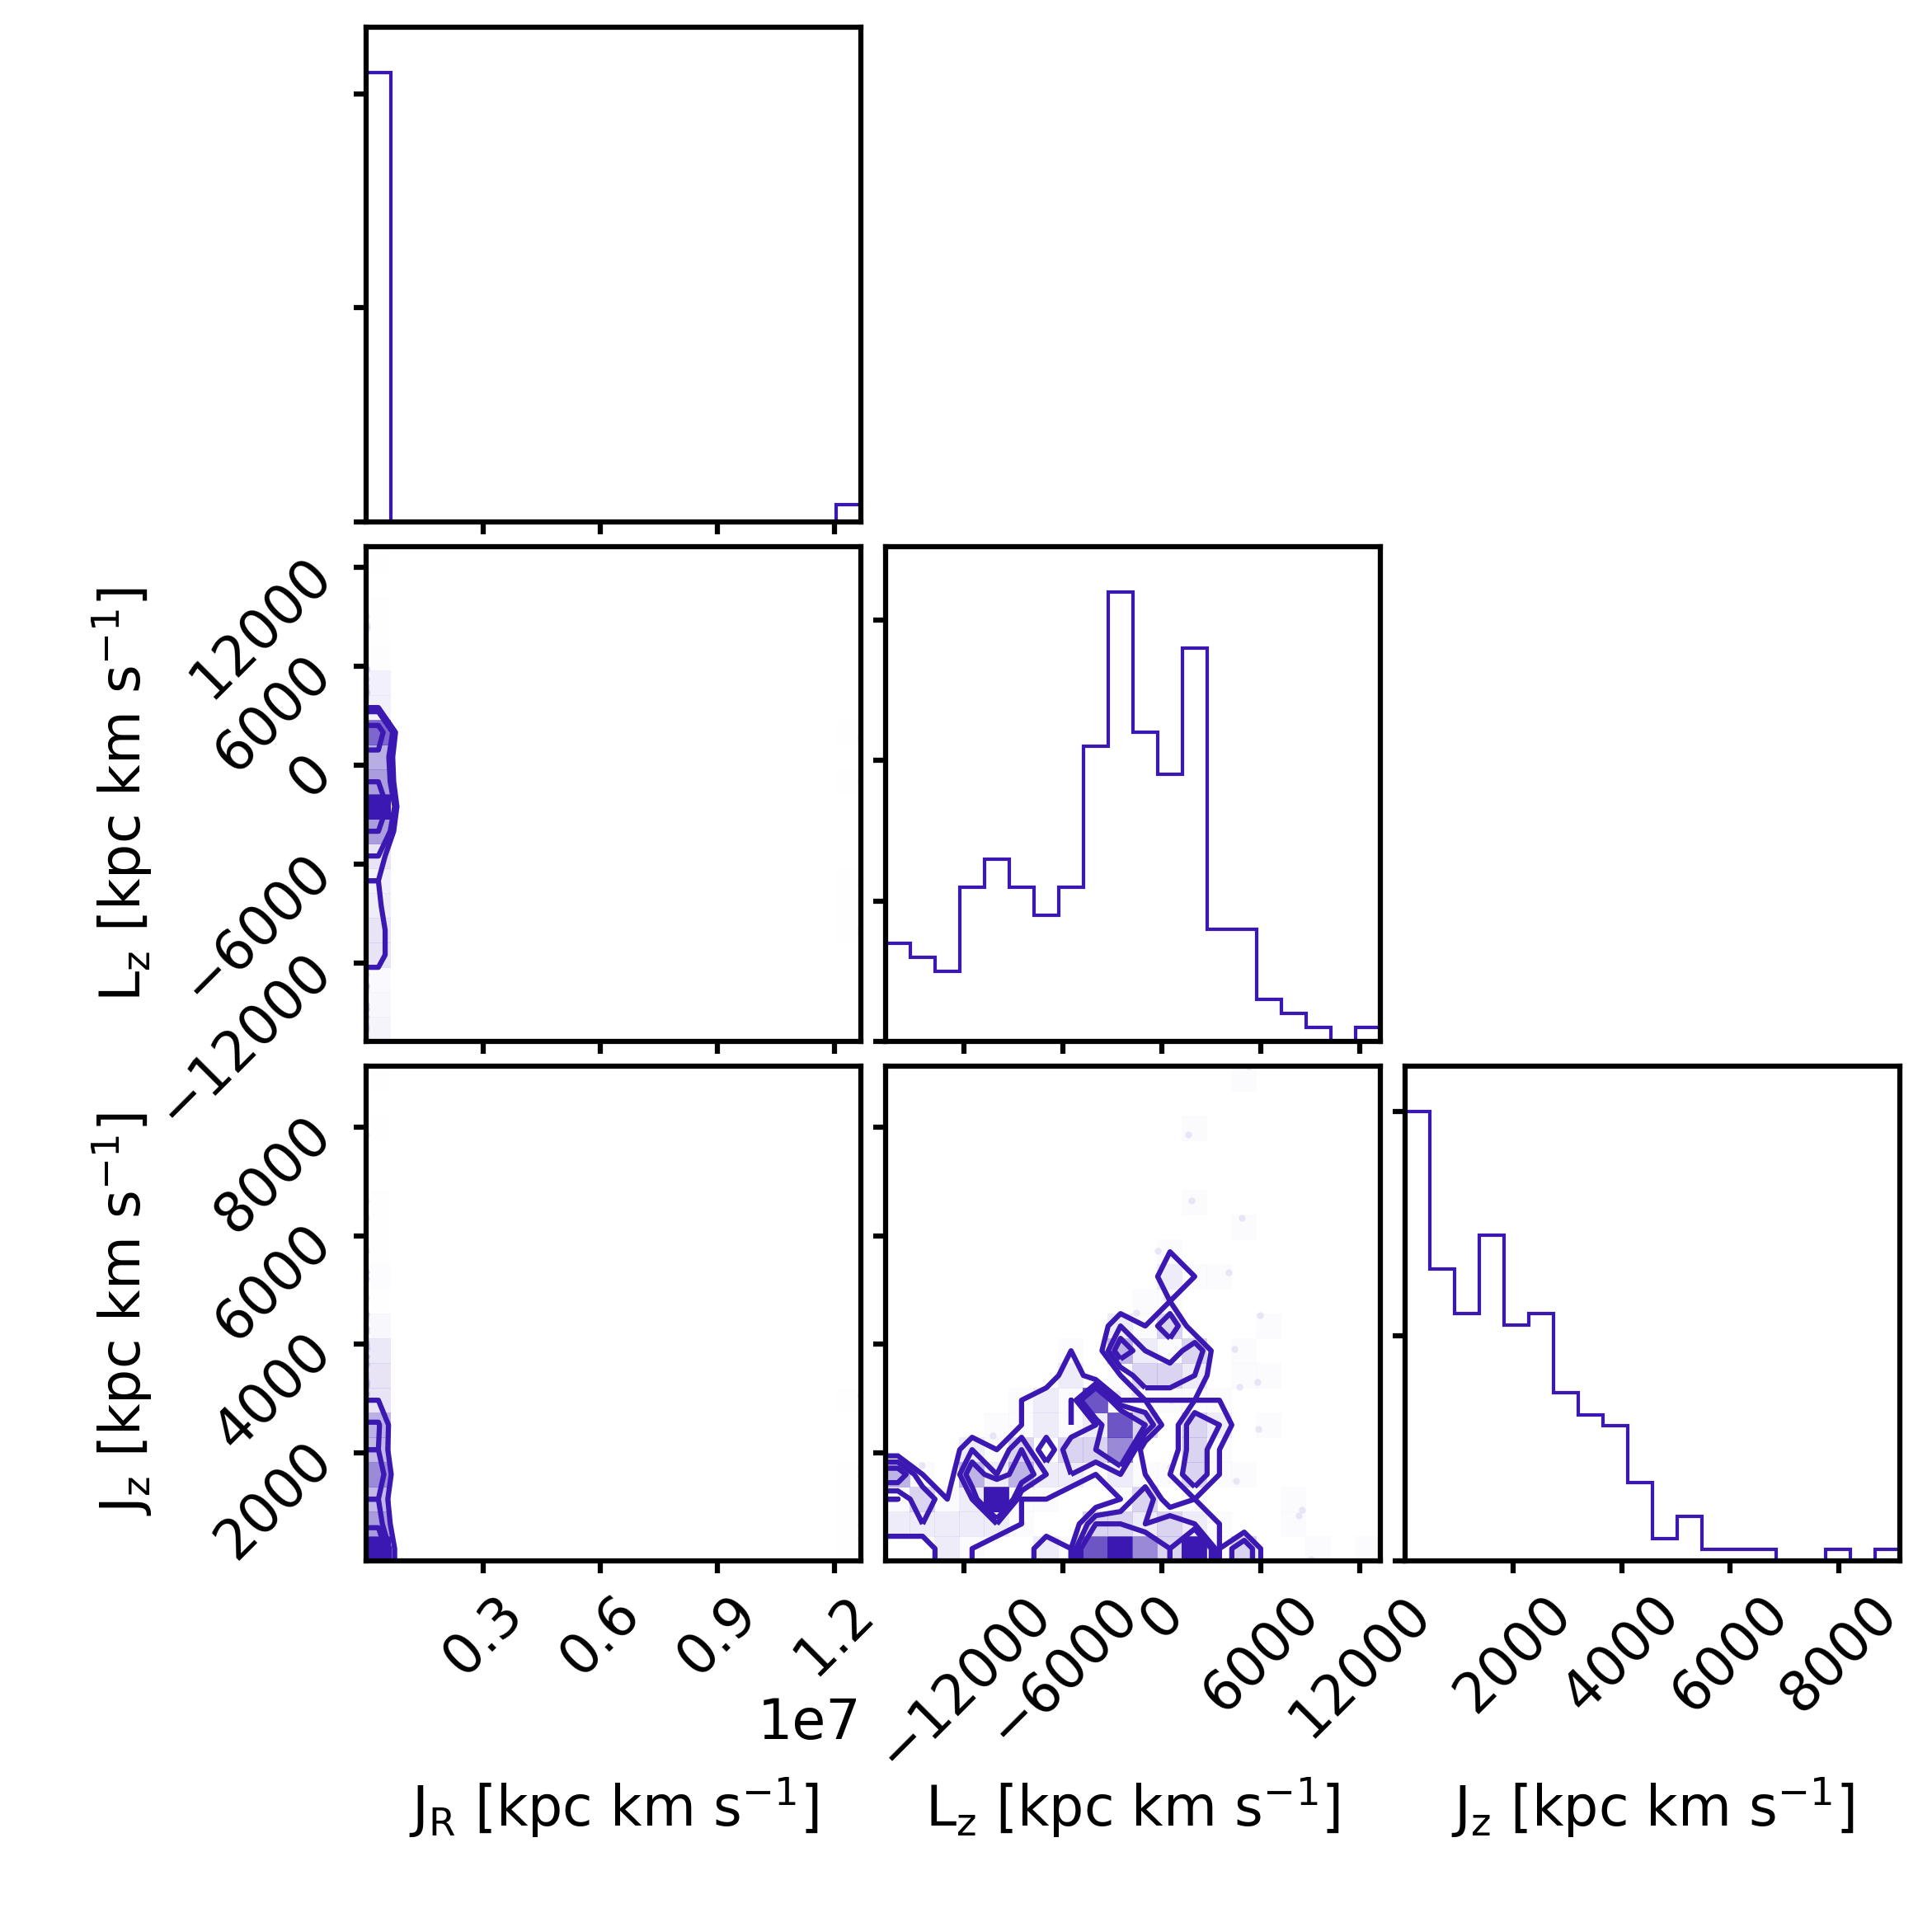 L_z [kpc km s⁻¹]
12000
6000
0
−6000
−12000
J_z [kpc km s⁻¹]
8000
6000
4000
2000
0.3 0.6 0.9 1.2
1e7
J_R [kpc km s⁻¹]
−12000 −6000 0 6000 12000
L_z [kpc km s⁻¹]
2000 4000 6000 8000
J_z [kpc km s⁻¹]